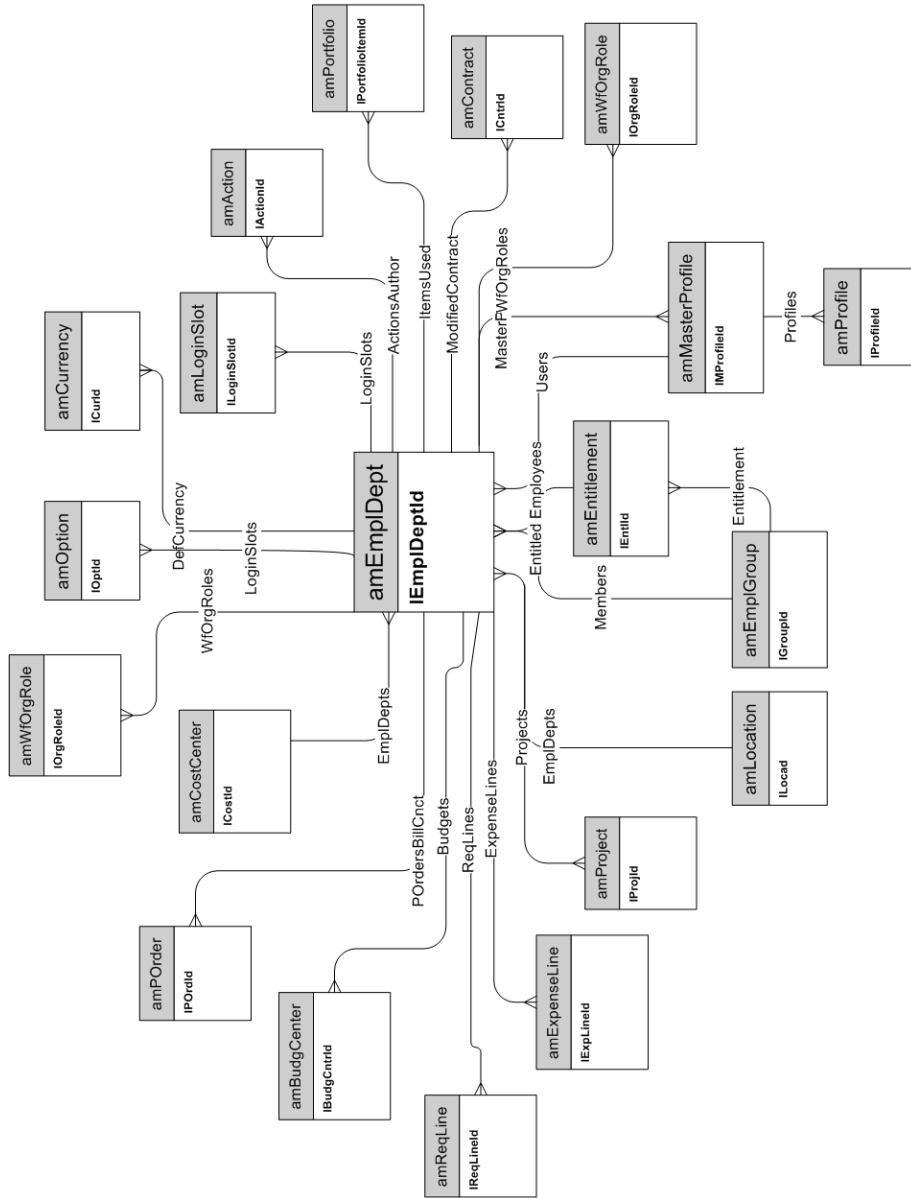 amWfOrgRole
lOrgRoleId
amOption
lOptId
amCurrency
lCurId
amPOrder
lPOrdId
DefCurrency
amCostCenter
lCostId
amLoginSlot
lLoginSlotId
WfOrgRoles
amAction
lActionId
LoginSlots
amBudgCenter
lBudgCntrId
amPortfolio
lPortfolioItemId
EmplDepts
LoginSlots
amEmplDept
lEmplDeptId
ActionsAuthor
POrdersBillCnct
ItemsUsed
amReqLine
lReqLineId
Budgets
ModifiedContract
amContract
lCntrId
ReqLines
ExpenseLines
MasterPWfOrgRoles
Projects
EmplDepts
Entitled Employees
Users
amExpenseLine
lExpLineId
amProject
lProjId
amEntitlement
lEntlId
amWfOrgRole
lOrgRoleId
Members
amMasterProfile
lMProfileId
amLocation
lLocad
amEmplGroup
lGroupId
Entitlement
Profiles
amProfile
lProfileId